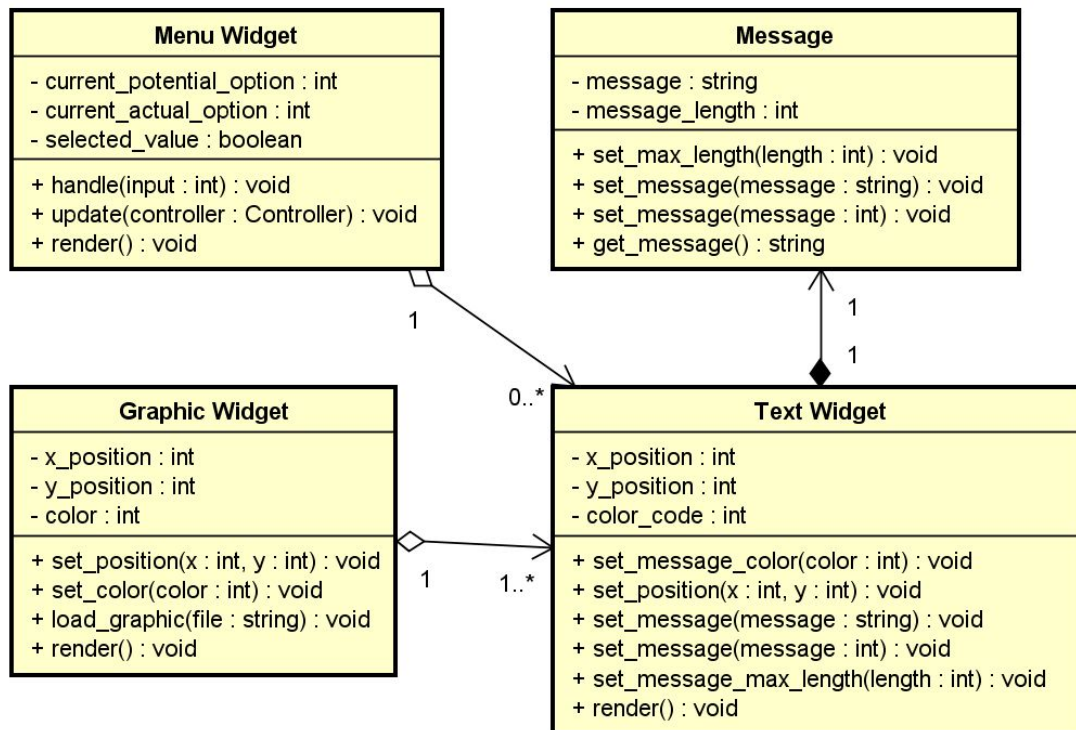 Menu Widget
- current_potential_option : int
- current_actual_option : int
- selected_value : boolean
+ handle(input : int) : void
+ update(controller : Controller) : void
+ render() : void
Message
- message : string
- message_length : int
+ set_max_length(length : int) : void
+ set_message(message : string) : void
+ set_message(message : int) : void
+ get_message() : string
1
0..*
1
1
Graphic Widget
- x_position : int
- y_position : int
- color : int
+ set_position(x : int, y : int) : void
+ set_color(color : int) : void
+ load_graphic(file : string) : void
+ render() : void
1
1..*
Text Widget
- x_position : int
- y_position : int
- color_code : int
+ set_message_color(color : int) : void
+ set_position(x : int, y : int) : void
+ set_message(message : string) : void
+ set_message(message : int) : void
+ set_message_max_length(length : int) : void
+ render() : void